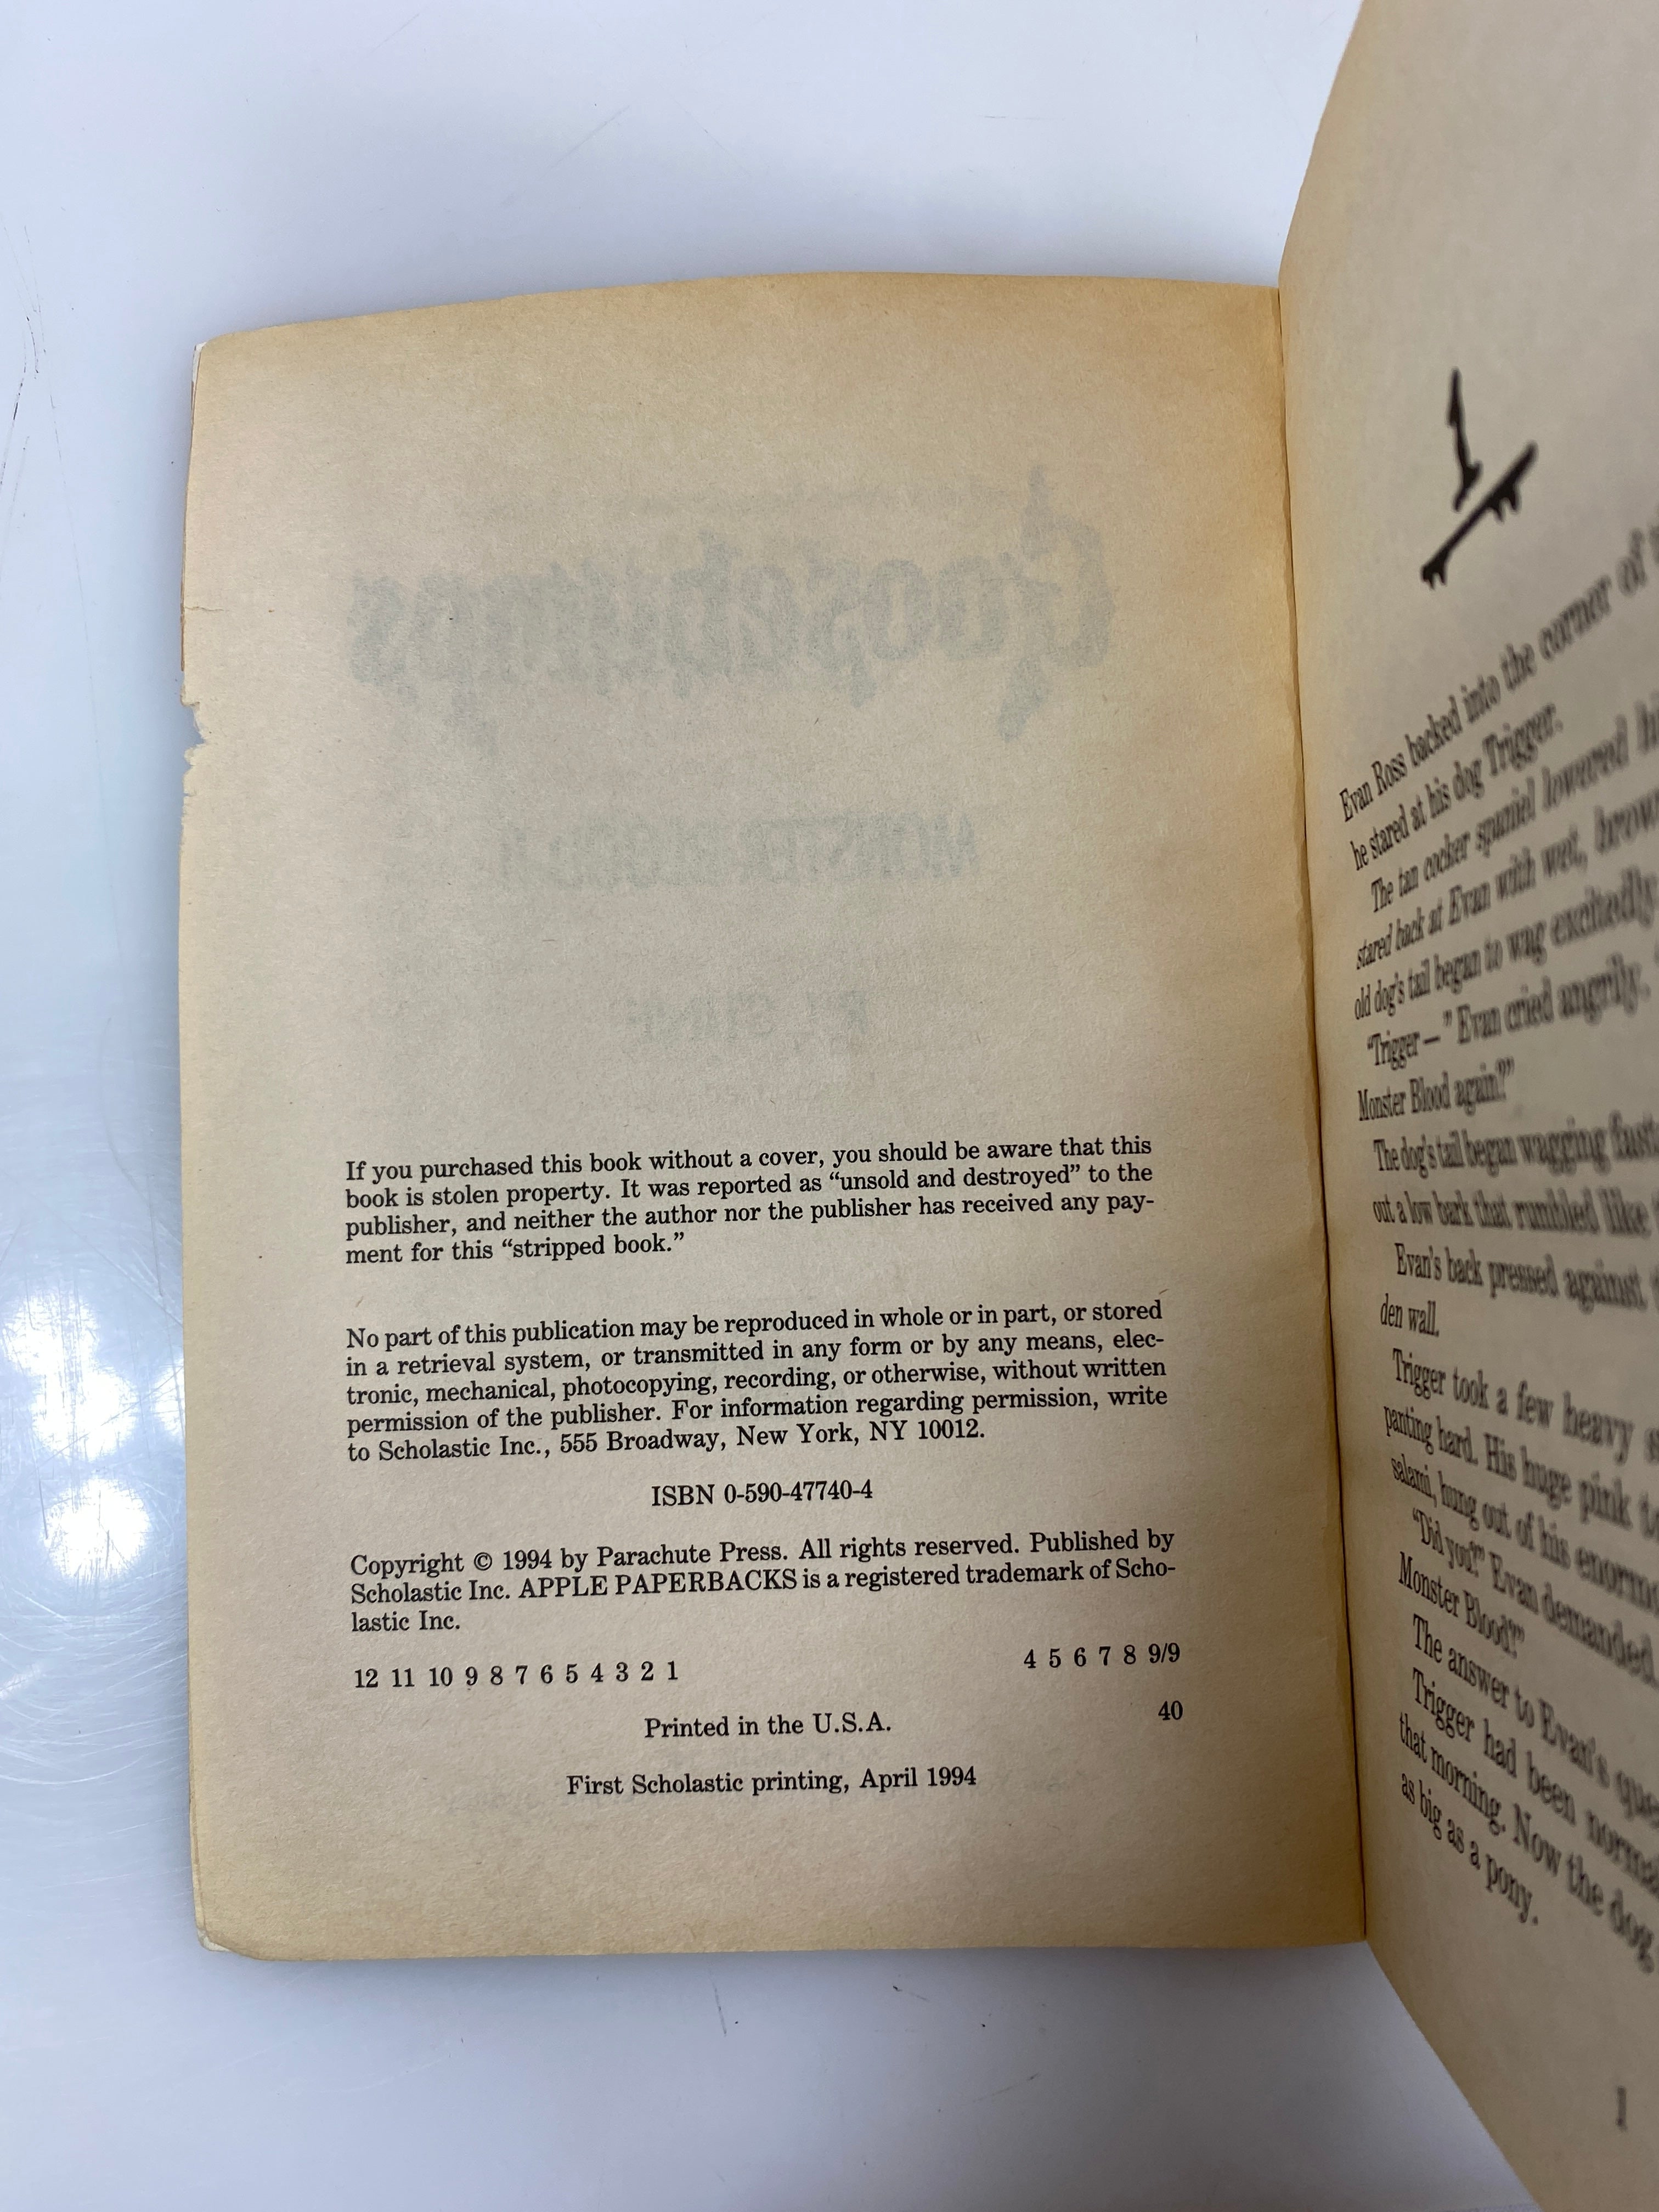 If you purchased this book without a cover, you should be aware that this
book is stolen property. It was reported as “unsold and destroyed” to the
publisher, and neither the author nor the publisher has received any pay-
ment for this “stripped book.”
No part of this publication may be reproduced in whole or in part, or stored
in a retrieval system, or transmitted in any form or by any means, elec-
tronic, mechanical, photocopying, recording, or otherwise, without written
permission of the publisher. For information regarding permission, write
to Scholastic Inc., 555 Broadway, New York, NY 10012.
ISBN 0-590-47740-4
Copyright © 1994 by Parachute Press. All rights reserved. Published by
Scholastic Inc. APPLE PAPERBACKS is a registered trademark of Scho-
lastic Inc.
12 11 10 9 8 7 6 5 4 3 2 1 4 5 6 7 8 9/9
Printed in the U.S.A. 40
First Scholastic printing, April 1994
Evan Ross backed into the corner of
he stared at his dog Trigger.
The tan cocker spaniel lowered
stared back at Evan with wet,
old dog's tail began to wag excitedly
“Trigger — ” Evan cried angrily.
Monster Blood again?”
The dog's tail began wagging
out a low bark that rumbled like
Evan's back pressed against
den wall.
Trigger took a few heavy
panting hard. His huge pink
salami, hung out of his
“Did you?” Evan demanded.
Monster Blood?”
The answer to Evan's
Trigger had been
that morning. Now the dog
as big as a pony.
1